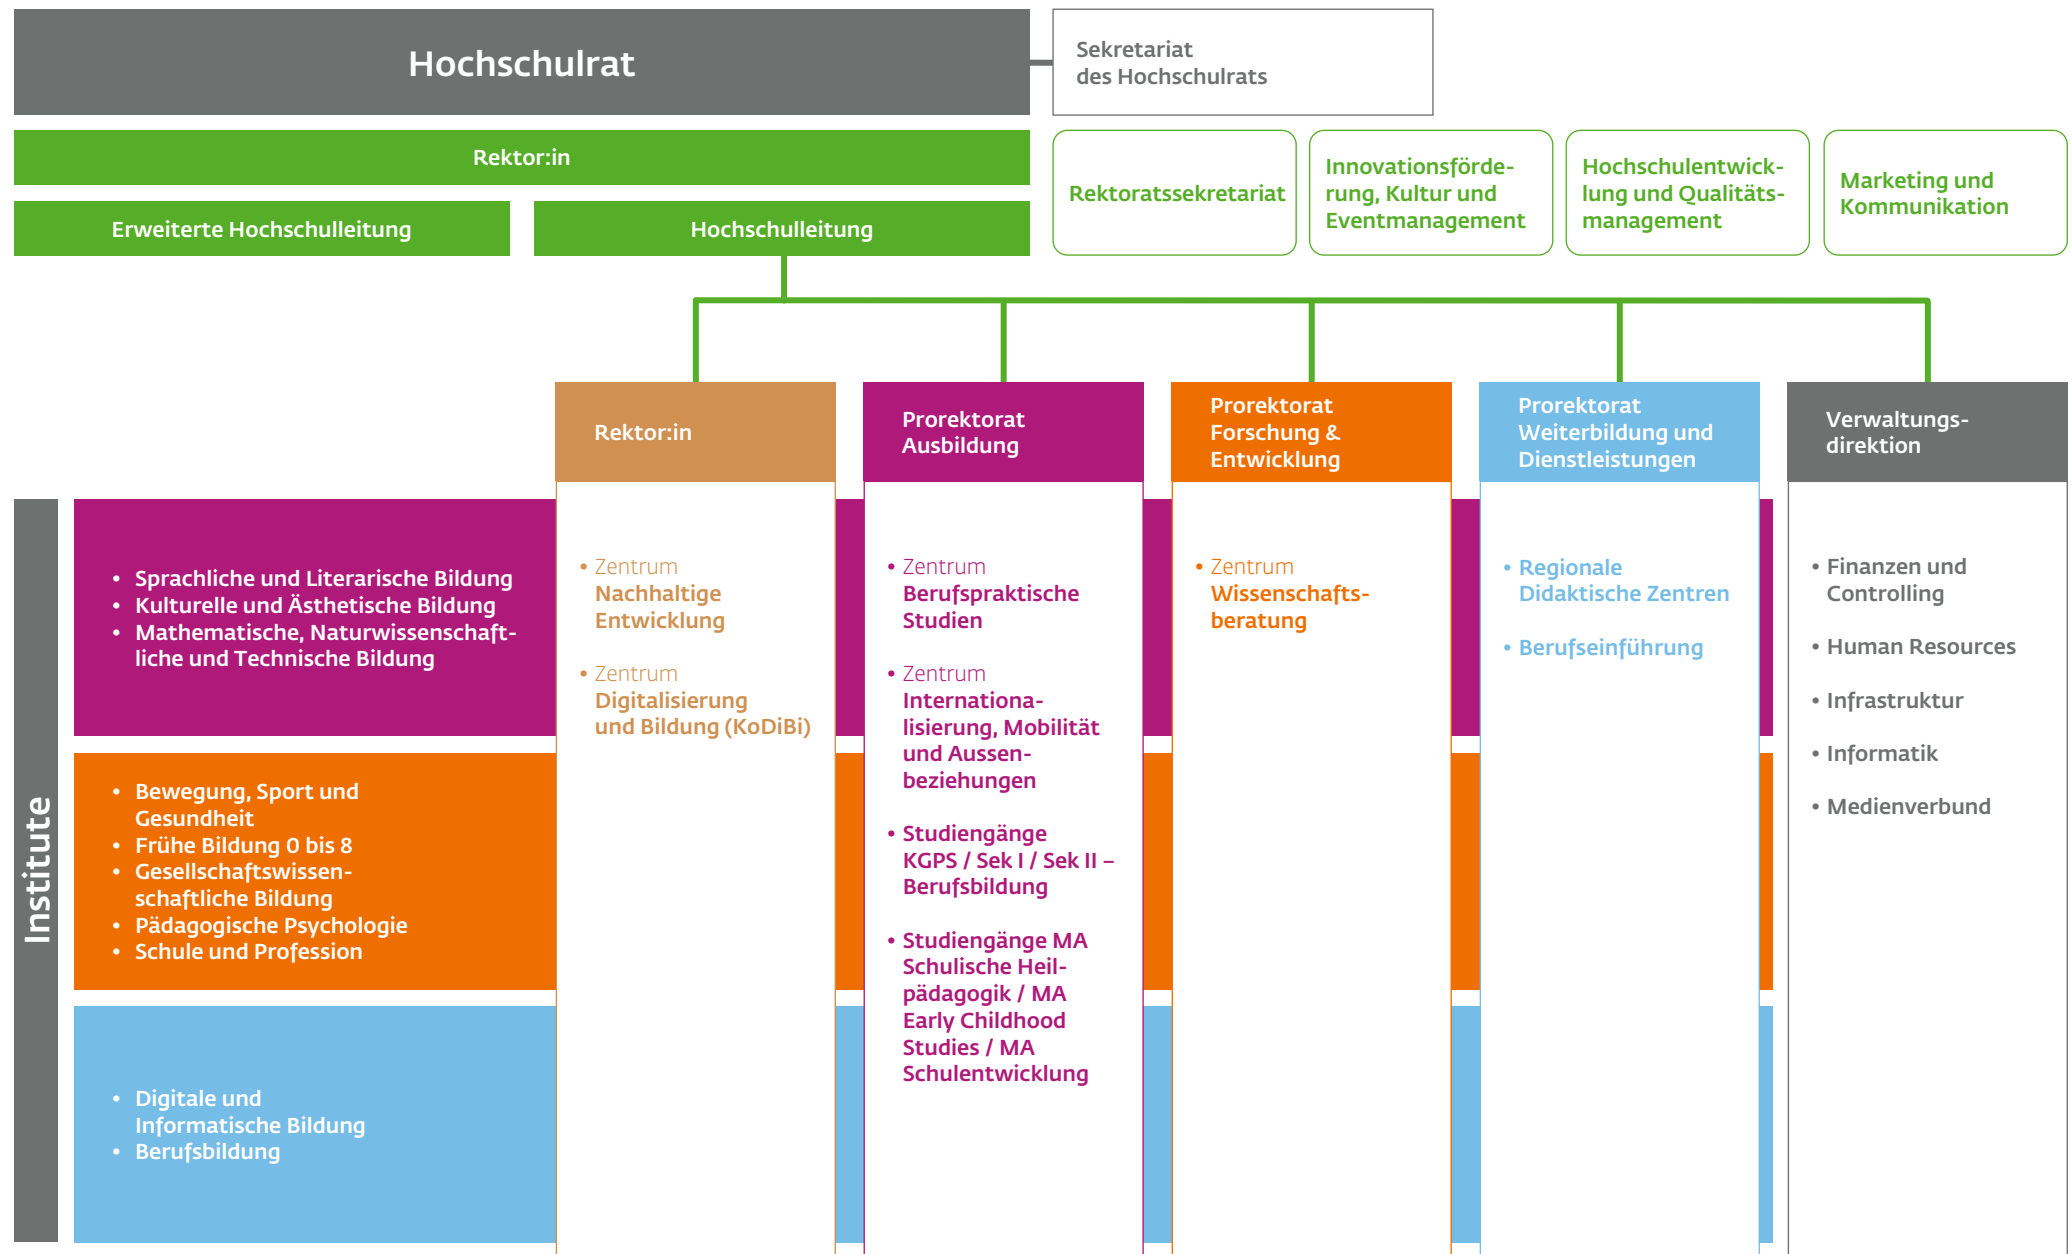 Hochschulrat
Sekretariat
des Hochschulrats
Rektor:in
Erweiterte Hochschulleitung
Hochschulleitung
Rektoratssekretariat
Innovationsförde-
rung, Kultur und
Eventmanagement
Hochschulentwick-
lung und Qualitäts-
management
Marketing und
Kommunikation
Rektor:in
Prorektorat
Ausbildung
Prorektorat
Forschung &
Entwicklung
Prorektorat
Weiterbildung und
Dienstleistungen
Verwaltungs-
direktion
Institute
• Sprachliche und Literarische Bildung
• Kulturelle und Ästhetische Bildung
• Mathematische, Naturwissenschaft-
liche und Technische Bildung
• Bewegung, Sport und
Gesundheit
• Frühe Bildung 0 bis 8
• Gesellschaftswissen-
schaftliche Bildung
• Pädagogische Psychologie
• Schule und Profession
• Digitale und
Informatische Bildung
• Berufsbildung
• Zentrum
Nachhaltige
Entwicklung
• Zentrum
Digitalisierung
und Bildung (KoDiBi)
• Zentrum
Berufspraktische
Studien
• Zentrum
Internationa-
lisierung, Mobilität
und Aussen-
beziehungen
• Studiengänge
KGPS / Sek I / Sek II –
Berufsbildung
• Studiengänge MA
Schulische Heil-
pädagogik / MA
Early Childhood
Studies / MA
Schulentwicklung
• Zentrum
Wissenschafts-
beratung
• Regionale
Didaktische Zentren
• Berufseinführung
• Finanzen und
Controlling
• Human Resources
• Infrastruktur
• Informatik
• Medienverbund